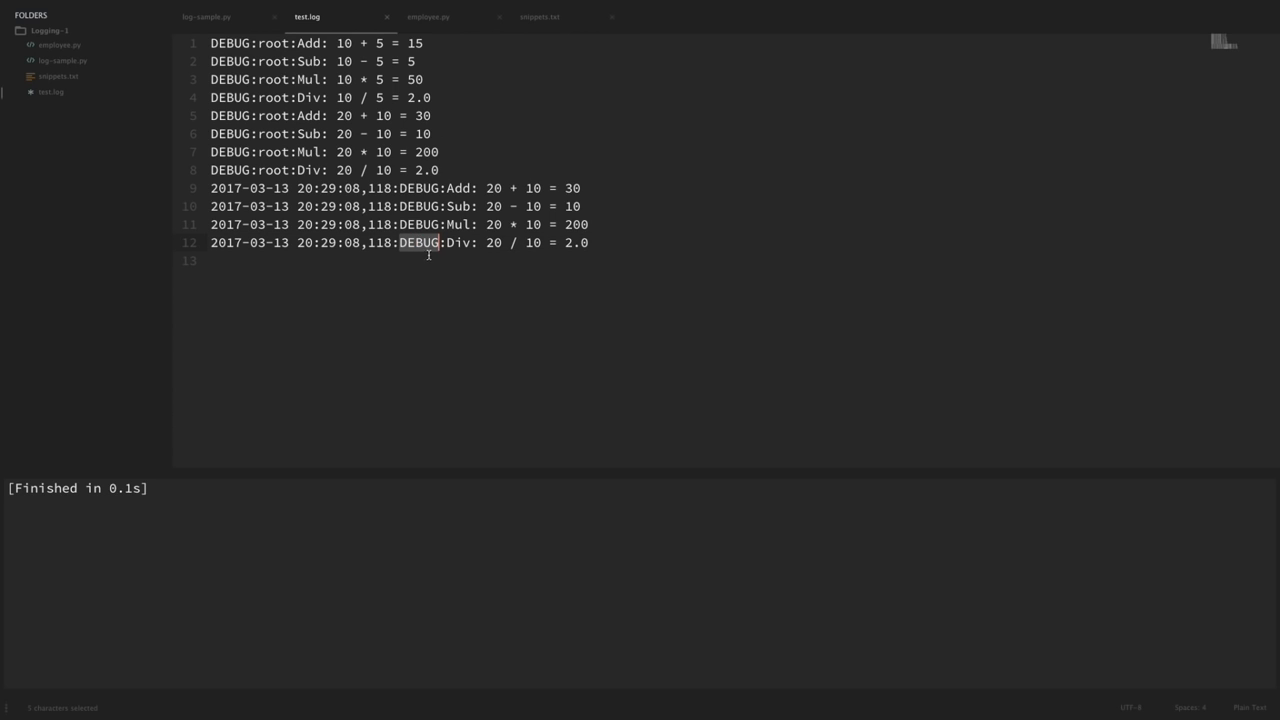 FOLDERS
Logging-1
employee.py
log-sample.py
snippets.txt
test.log
log-sample.py × test.log × employee.py × snippets.txt ×
1 DEBUG:root:Add: 10 + 5 = 15
2 DEBUG:root:Sub: 10 - 5 = 5
3 DEBUG:root:Mul: 10 * 5 = 50
4 DEBUG:root:Div: 10 / 5 = 2.0
5 DEBUG:root:Add: 20 + 10 = 30
6 DEBUG:root:Sub: 20 - 10 = 10
7 DEBUG:root:Mul: 20 * 10 = 200
8 DEBUG:root:Div: 20 / 10 = 2.0
9 2017-03-13 20:29:08,118:DEBUG:Add: 20 + 10 = 30
10 2017-03-13 20:29:08,118:DEBUG:Sub: 20 - 10 = 10
11 2017-03-13 20:29:08,118:DEBUG:Mul: 20 * 10 = 200
12 2017-03-13 20:29:08,118:DEBUG:Div: 20 / 10 = 2.0
13
[Finished in 0.1s]
5 characters selected UTF-8 Spaces: 4 Plain Text